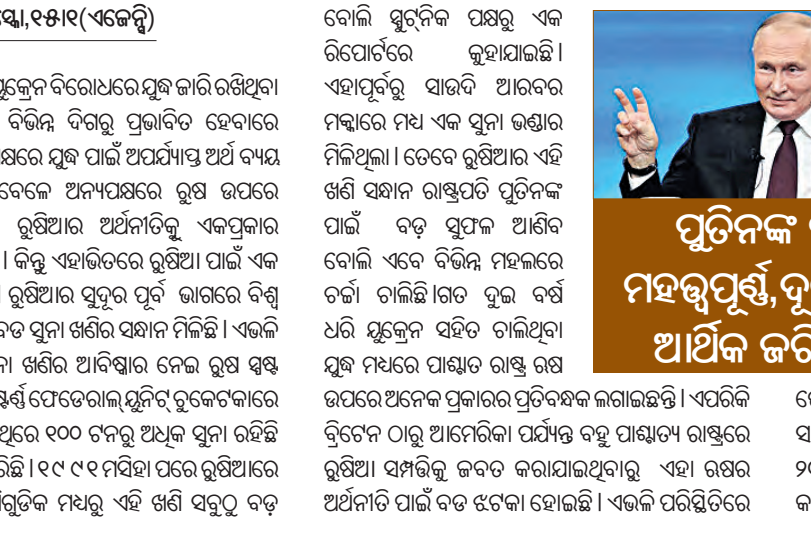 ସ୍କୋ,୧୫।୧(ଏଜେନ୍ସି)
ୟୁକ୍ରେନ ବିରୋଧରେ ଯୁଦ୍ଧ ଜାରି ରଖିଥିବା
ବିଭିନ୍ନ ଦିଗରୁ ପ୍ରଭାବିତ ହେବାରେ
ଯୁଦ୍ଧ ପାଇଁ ଅପର୍ଯ୍ୟାପ୍ତ ଅର୍ଥ ବ୍ୟୟ
ବେଳେ ଅନ୍ୟପକ୍ଷରେ ରୁଷ ଉପରେ
ରୁଷିଆର ଅର୍ଥନୀତିକୁ ଏକପ୍ରକାର
। କିନ୍ତୁ ଏହାଭିତରେ ରୁଷିଆ ପାଇଁ ଏକ
ରୁଷିଆର ସୁଦୂର ପୂର୍ବ ଭାଗରେ ବିଶ୍ୱ
ବଡ ସୁନା ଖଣିର ସନ୍ଧାନ ମିଳିଛି । ଏଭଳି
ଖଣିର ଆବିଷ୍କାର ନେଇ ରୁଷ ସ୍ପଷ୍ଟ
ଫେଡେରାଲ୍ ୟୁନିଟ୍ ଚୁକେଟକାରେ
୧୦୦ ଟନରୁ ଅଧିକ ସୁନା ରହିଛି
। ୧୯୯୧ ମସିହା ପରେ ରୁଷିଆରେ
ମଧ୍ୟରୁ ଏହି ଖଣି ସବୁଠୁ ବଡ଼
ବୋଲି ସ୍ପୁଟ୍‌ନିକ ପକ୍ଷରୁ ଏକ
ରିପୋର୍ଟରେ କୁହାଯାଇଛି।
ଏହାପୂର୍ବରୁ ସାଉଦି ଆରବର
ମକ୍କାରେ ମଧ୍ୟ ଏକ ସୁନା ଭଣ୍ଡାର
ମିଳିଥିଲା । ତେବେ ରୁଷିଆର ଏହି
ଖଣି ସନ୍ଧାନ ରାଷ୍ଟ୍ରପତି ପୁତିନଙ୍କ
ପାଇଁ ବଡ଼ ସୁଫଳ ଆଣିବ
ବୋଲି ଏବେ ବିଭିନ୍ନ ମହଲରେ
ଚର୍ଚ୍ଚା ଚାଲିଛି ।ଗତ ଦୁଇ ବର୍ଷ
ଧରି ୟୁକ୍ରେନ ସହିତ ଚାଲିଥିବା
ଯୁଦ୍ଧ ମଧ୍ୟରେ ପାଶ୍ଚାତ ରାଷ୍ଟ୍ର ଋଷ
ଉପରେ ଅନେକ ପ୍ରକାରର ପ୍ରତିବନ୍ଧକ ଲଗାଇଛନ୍ତି । ଏପରିକି
ବ୍ରିଟେନ ଠାରୁ ଆମେରିକା ପର୍ଯ୍ୟନ୍ତ ବହୁ ପାଶ୍ଚାତ୍ୟ ରାଷ୍ଟ୍ରରେ
ରୁଷିଆ ସମ୍ପତ୍ତିକୁ ଜବତ କରାଯାଇଥିବାରୁ ଏହା ଋଷର
ଅର୍ଥନୀତି ପାଇଁ ବଡ ଝଟକା ହୋଇଛି । ଏଭଳି ପରିସ୍ଥିତିରେ
ପୁତିନଙ୍କ
ମହତ୍ତ୍ୱପୂର୍ଣ୍ଣ,
ଆର୍ଥିକ